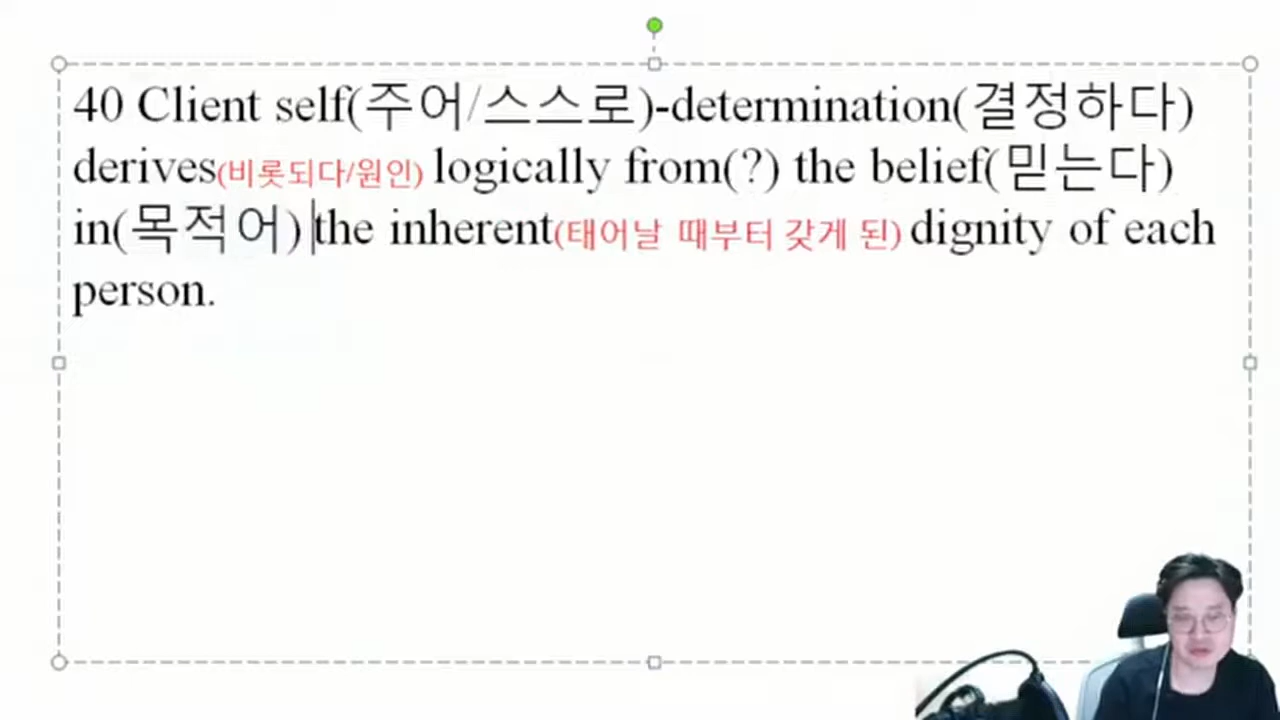 40 Client self(주어/스스로)-determination(결정하다)
derives(비롯되다/원인) logically from(?) the belief(믿는다)
in(목적어) the inherent(태어날 때부터 갖게 된) dignity of each
person.